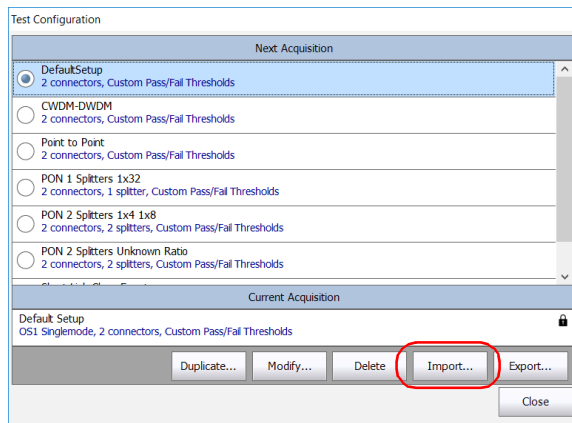 Test Configuration
Next Acquisition
DefaultSetup
2 connectors, Custom Pass/Fail Thresholds
CWDM-DWDM
2 connectors, Custom Pass/Fail Thresholds
Point to Point
2 connectors, Custom Pass/Fail Thresholds
PON 1 Splitters 1x32
2 connectors, 1 splitter, Custom Pass/Fail Thresholds
PON 2 Splitters 1x4 1x8
2 connectors, 2 splitters, Custom Pass/Fail Thresholds
PON 2 Splitters Unknown Ratio
2 connectors, 2 splitters, Custom Pass/Fail Thresholds
Current Acquisition
Default Setup
OS1 Singlemode, 2 connectors, Custom Pass/Fail Thresholds
Duplicate... Modify... Delete Import... Export...
Close